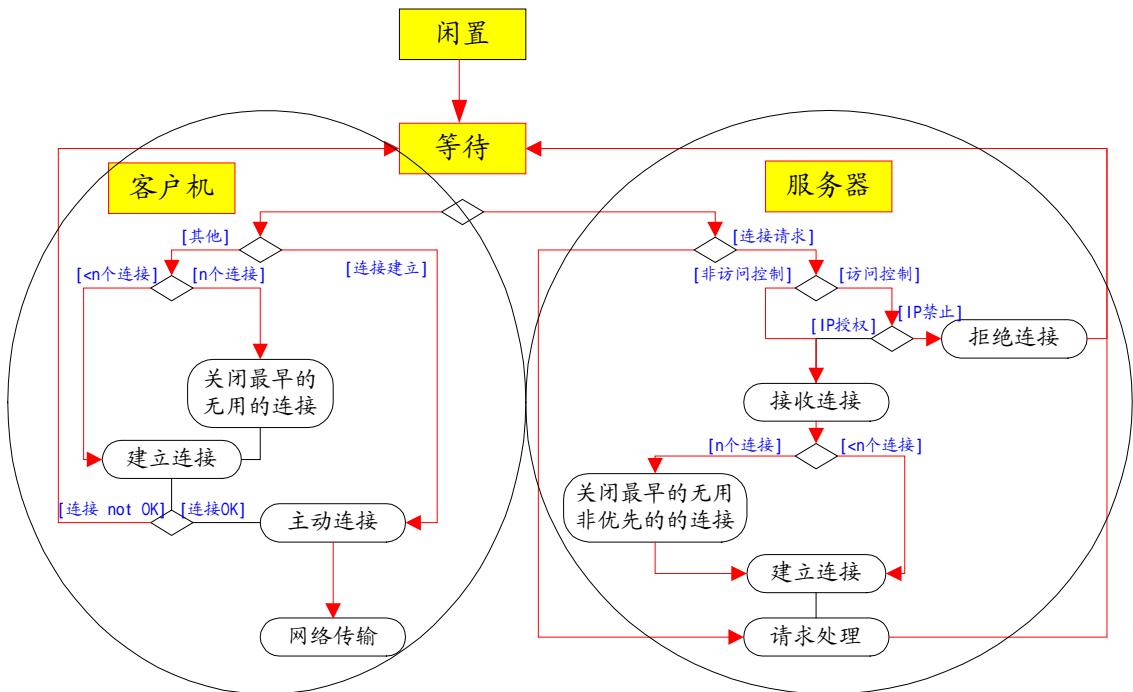 闲置
等待
客户机
服务器
[其他]
[连接请求]
[<n个连接]
[n个连接]
[连接建立]
[非访问控制]
[访问控制]
[IP授权]
[IP禁止]
拒绝连接
关闭最早的
无用的连接
接收连接
建立连接
[n个连接]
[<n个连接]
[连接 not OK]
[连接OK]
主动连接
关闭最早的无用
非优先的的连接
建立连接
网络传输
请求处理